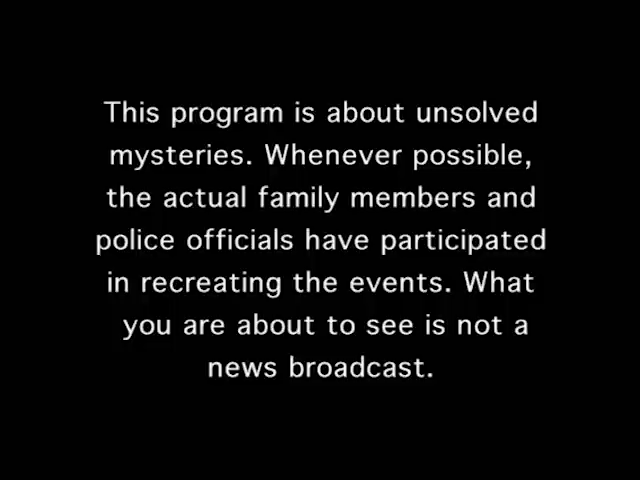 This program is about unsolved
mysteries. Whenever possible,
the actual family members and
police officials have participated
in recreating the events. What
you are about to see is not a
news broadcast.